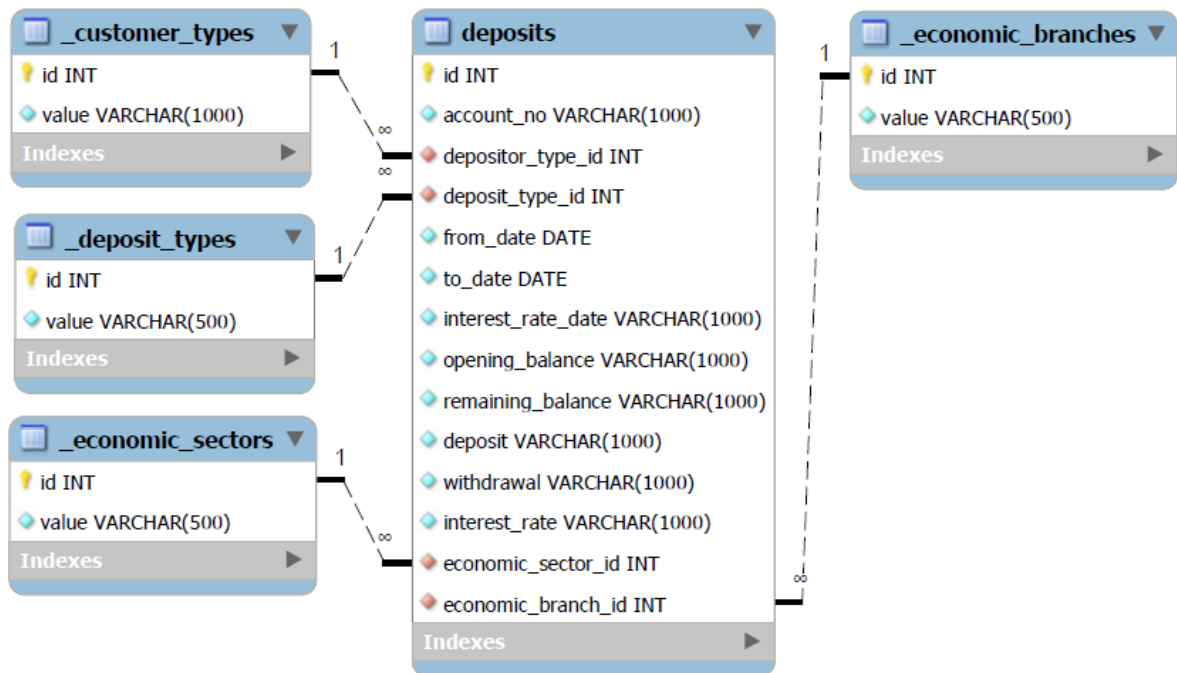 _customer_types
id INT
value VARCHAR(1000)
Indexes
1
∞
_deposit_types
id INT
value VARCHAR(500)
Indexes
1
∞
_economic_sectors
id INT
value VARCHAR(500)
Indexes
1
∞
deposits
id INT
account_no VARCHAR(1000)
depositor_type_id INT
deposit_type_id INT
from_date DATE
to_date DATE
interest_rate_date VARCHAR(1000)
opening_balance VARCHAR(1000)
remaining_balance VARCHAR(1000)
deposit VARCHAR(1000)
withdrawal VARCHAR(1000)
interest_rate VARCHAR(1000)
economic_sector_id INT
economic_branch_id INT
Indexes
∞
1
_economic_branches
id INT
value VARCHAR(500)
Indexes